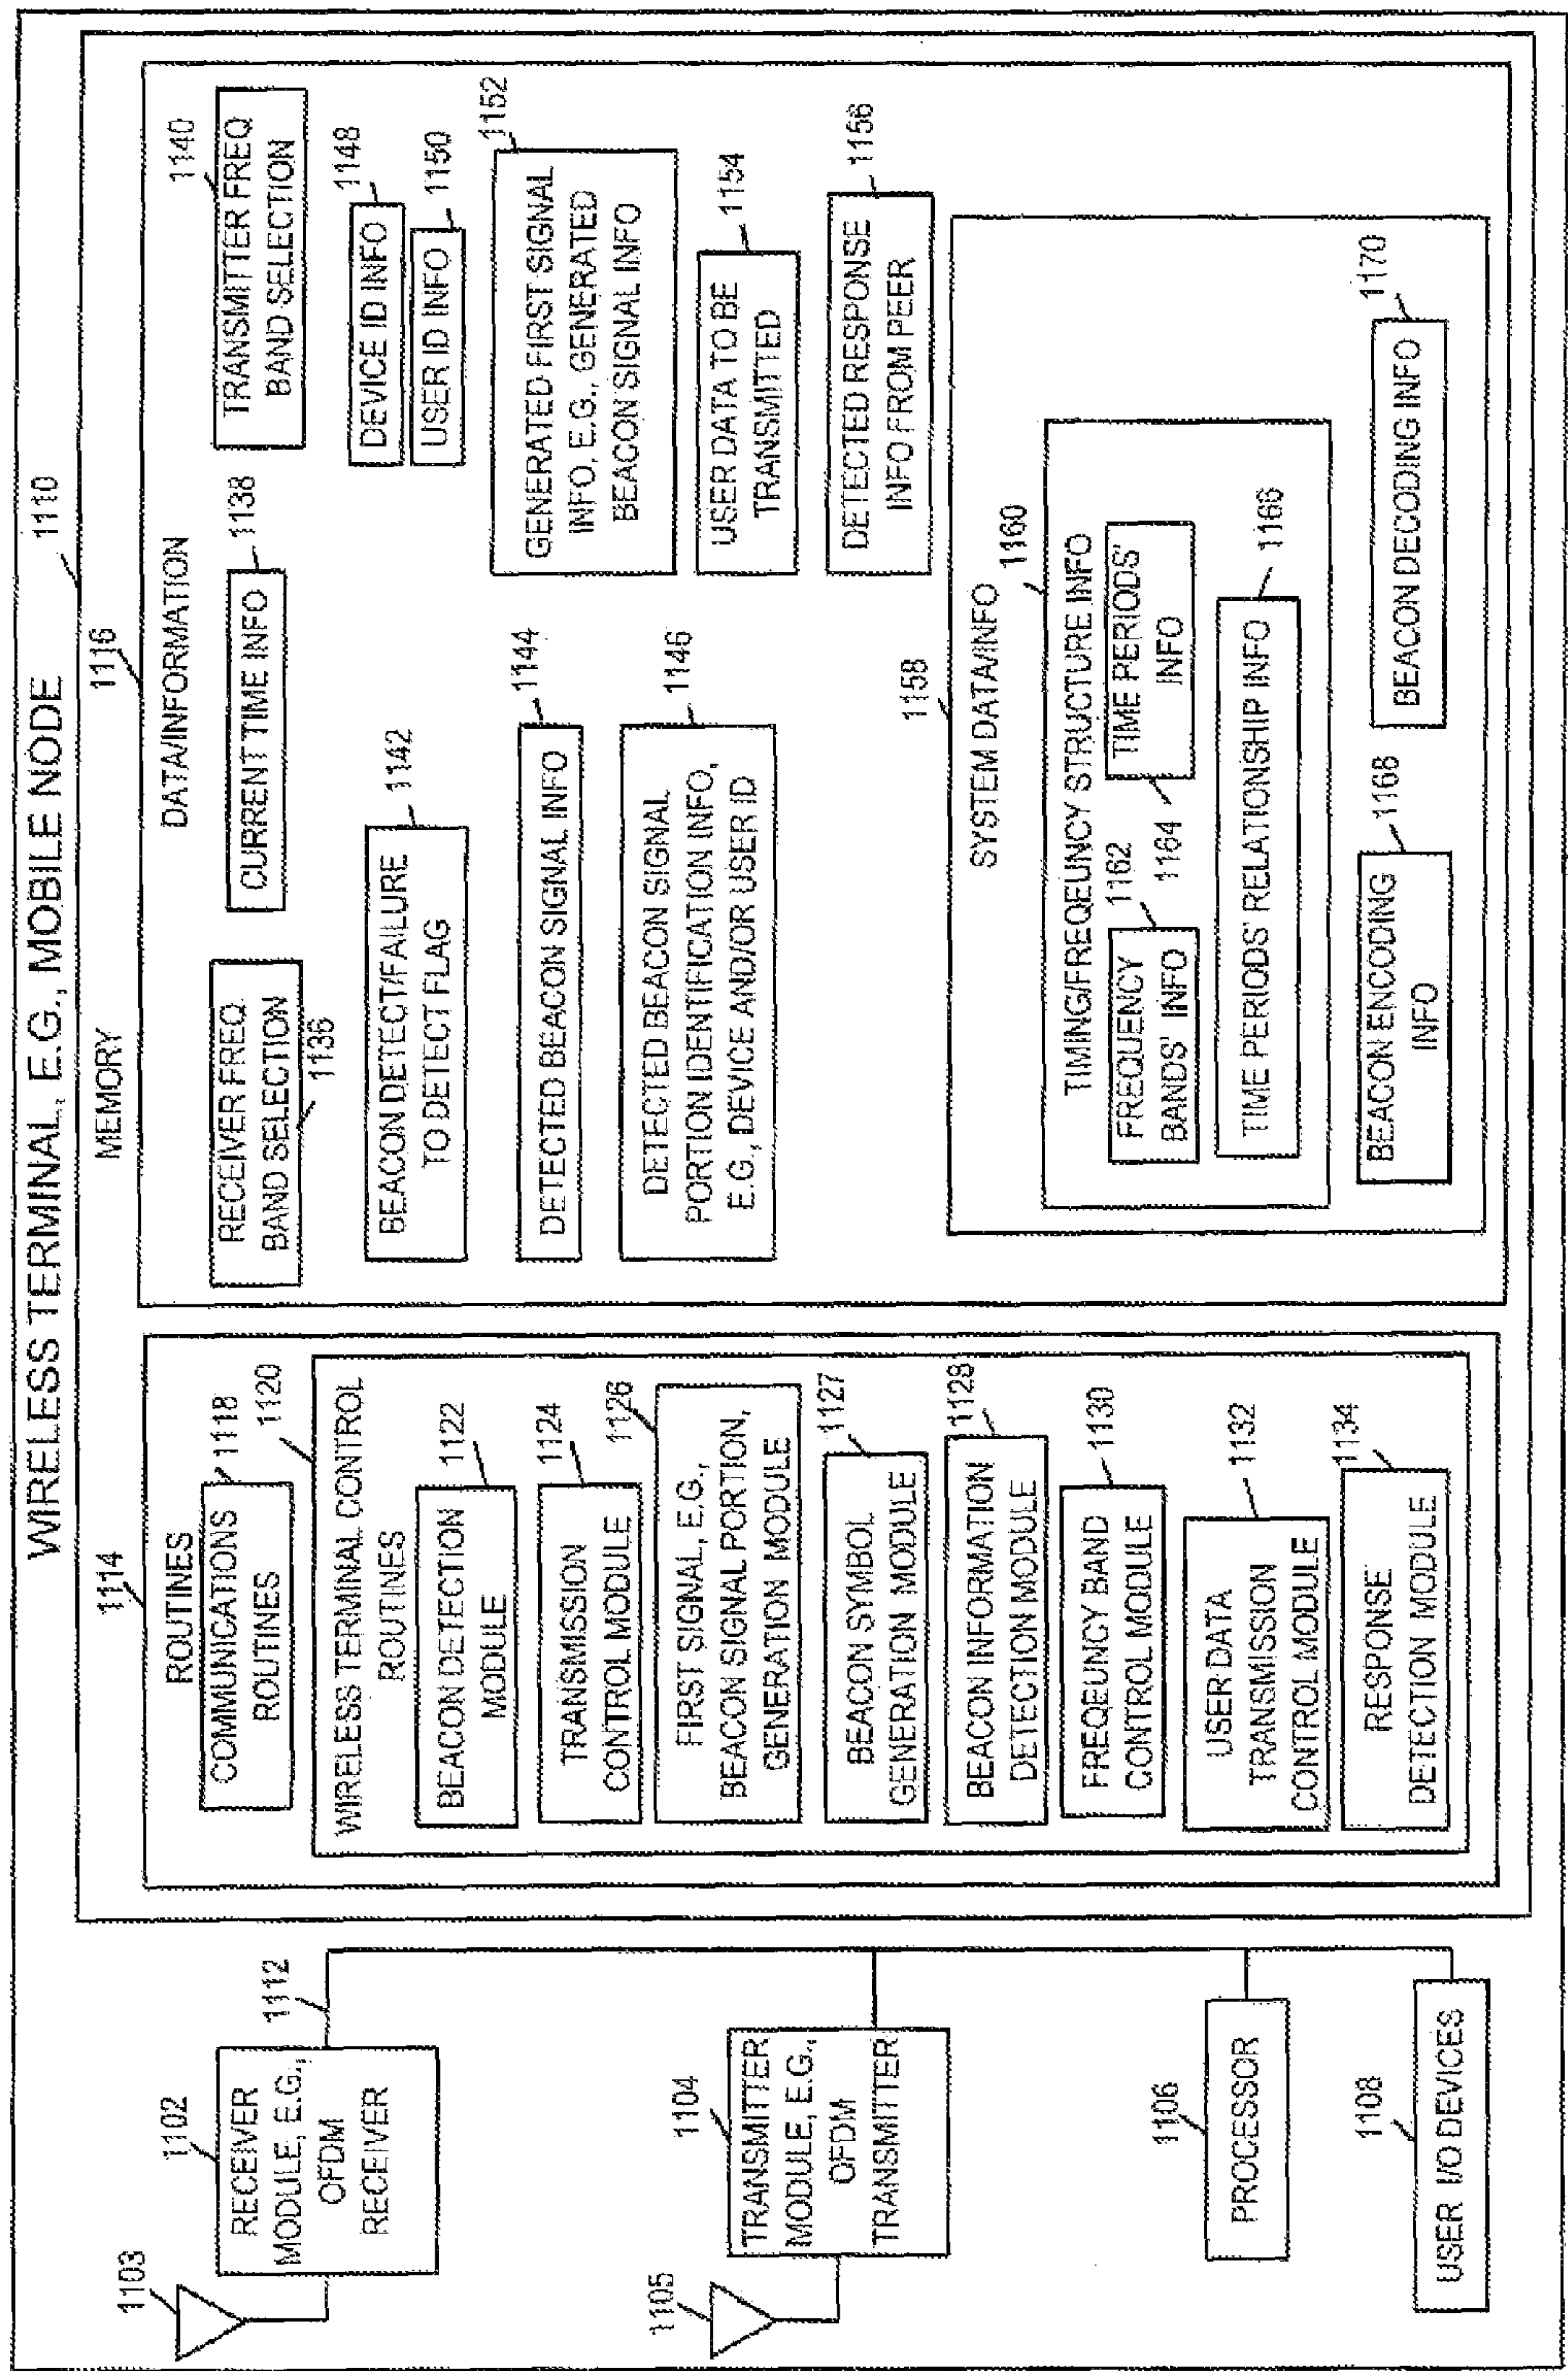 WIRELESS TERMINAL, E.G., MOBILE NODE
1110
1103
1102
RECEIVER
MODULE, E.G.,
OFDM
RECEIVER
1112
1105
1104
TRANSMITTER
MODULE, E.G.,
OFDM
TRANSMITTER
1106
PROCESSOR
1108
USER I/O DEVICES
MEMORY
1114
ROUTINES
1118
COMMUNICATIONS
ROUTINES
1120
WIRELESS TERMINAL CONTROL
ROUTINES
1122
BEACON DETECTION
MODULE
1124
TRANSMISSION
CONTROL MODULE
1126
FIRST SIGNAL, E.G.,
BEACON SIGNAL PORTION,
GENERATION MODULE
1127
BEACON SYMBOL
GENERATION MODULE
1128
BEACON INFORMATION
DETECTION MODULE
1130
FREQEUNCY BAND
CONTROL MODULE
1132
USER DATA
TRANSMISSION
CONTROL MODULE
1134
RESPONSE
DETECTION MODULE
1116
DATA/INFORMATION
RECEIVER FREQ.
BAND SELECTION
1136
CURRENT TIME INFO
1138
TRANSMITTER FREQ
BAND SELECTION
1140
BEACON DETECT/FAILURE
TO DETECT FLAG
1142
DETECTED BEACON SIGNAL INFO
1144
DETECTED BEACON SIGNAL
PORTION IDENTIFICATION INFO,
E.G., DEVICE AND/OR USER ID
1146
DEVICE ID INFO
1148
USER ID INFO
1150
GENERATED FIRST SIGNAL
INFO, E.G., GENERATED
BEACON SIGNAL INFO
1152
USER DATA TO BE
TRANSMITTED
1154
DETECTED RESPONSE
INFO FROM PEER
1156
1158
SYSTEM DATA/INFO
1160
TIMING/FREQEUNCY STRUCTURE INFO
FREQUENCY
BANDS' INFO
1162
TIME PERIODS'
INFO
1164
TIME PERIODS' RELATIONSHIP INFO
1166
BEACON ENCODING
INFO
1168
BEACON DECODING INFO
1170